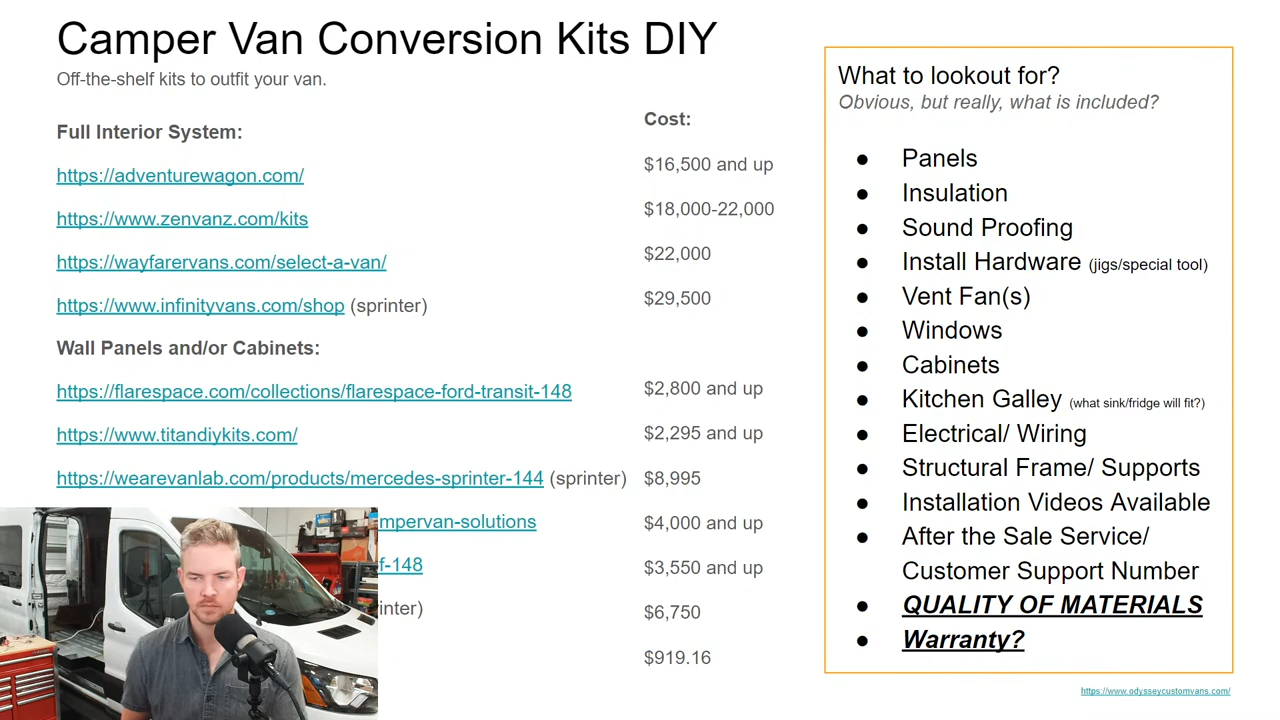 Camper Van Conversion Kits DIY
Off-the-shelf kits to outfit your van.
Full Interior System:
Cost:
https://adventurewagon.com/
$16,500 and up
https://www.zenvanz.com/kits
$18,000-22,000
https://wayfarervans.com/select-a-van/
$22,000
https://www.infinityvans.com/shop (sprinter)
$29,500
Wall Panels and/or Cabinets:
https://flarespace.com/collections/flarespace-ford-transit-148
$2,800 and up
https://www.titandiykits.com/
$2,295 and up
https://wearevanlab.com/products/mercedes-sprinter-144 (sprinter)
$8,995
mpervan-solutions
$4,000 and up
f-148
$3,550 and up
inter)
$6,750
$919.16
What to lookout for?
Obvious, but really, what is included?
● Panels
● Insulation
● Sound Proofing
● Install Hardware (jigs/special tool)
● Vent Fan(s)
● Windows
● Cabinets
● Kitchen Galley (what sink/fridge will fit?)
● Electrical/ Wiring
● Structural Frame/ Supports
● Installation Videos Available
● After the Sale Service/
Customer Support Number
● QUALITY OF MATERIALS
● Warranty?
https://www.odysseycustomvans.com/